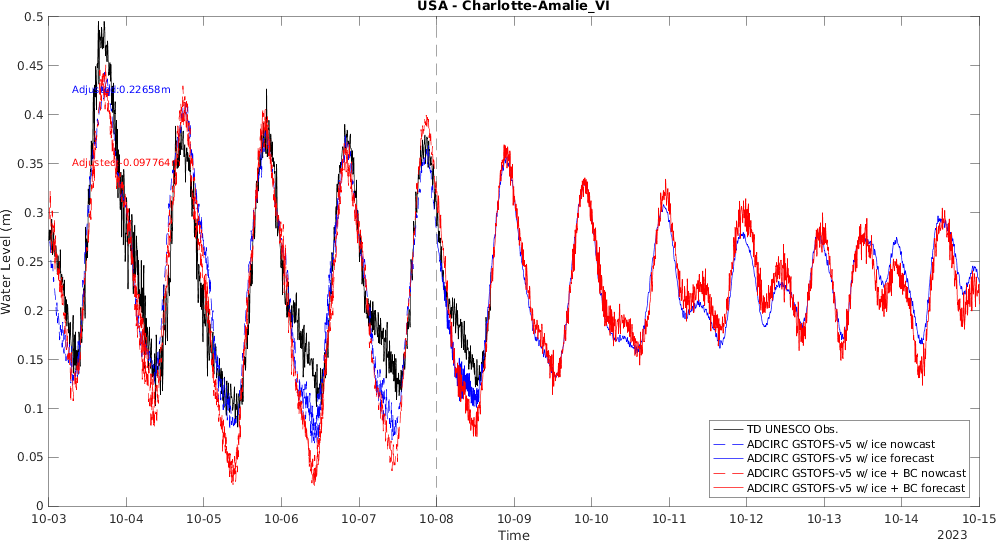 USA - Charlotte-Amalie_VI
0.5
0.45
0.4
0.35
0.3
0.25
0.2
0.15
0.1
0.05
0
Water Level (m)
Adjusted:0.22658m
Adjusted:0.097764m
TD UNESCO Obs.
ADCIRC GSTOFS-v5 w/ ice nowcast
ADCIRC GSTOFS-v5 w/ ice forecast
ADCIRC GSTOFS-v5 w/ ice + BC nowcast
ADCIRC GSTOFS-v5 w/ ice + BC forecast
10-03 10-04 10-05 10-06 10-07 10-08 10-09 10-10 10-11 10-12 10-13 10-14 10-15
Time
2023